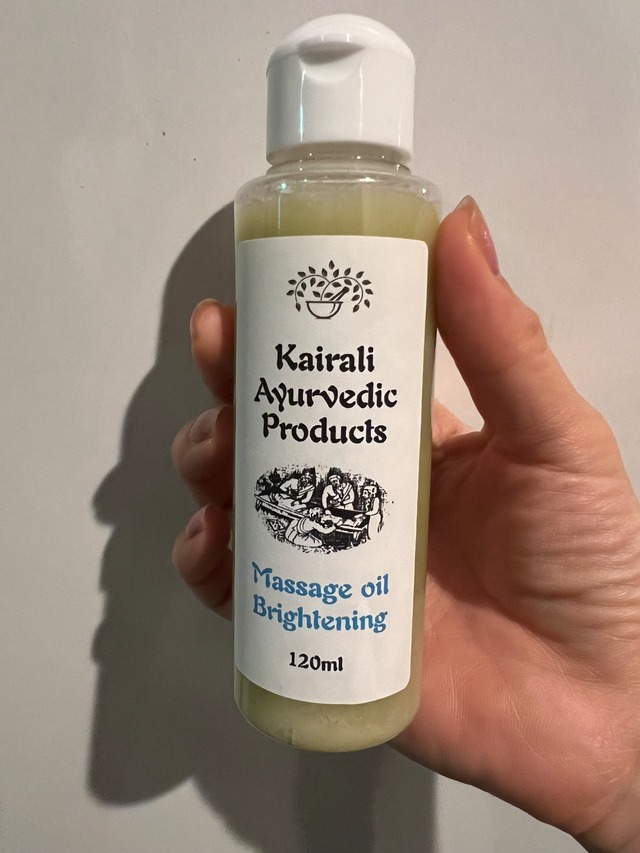 Kairali
Ayurvedic
Products
Massage oil
Brightening
120ml